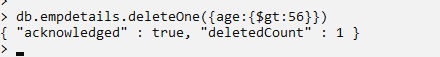 >
> db.empdetails.deleteOne({age:{$gt:56}})
{ "acknowledged" : true, "deletedCount" : 1 }
>